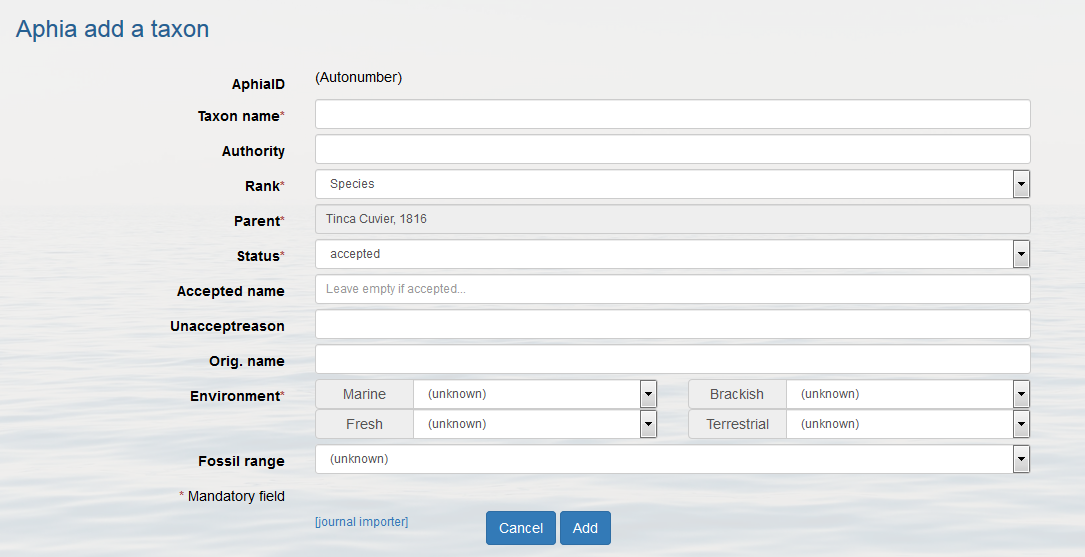 Aphia add a taxon
AphiaID (Autonumber)
Taxon name*
Authority
Rank* Species
Parent* Tinca Cuvier, 1816
Status* accepted
Accepted name Leave empty if accepted...
Unacceptreason
Orig. name
Environment* Marine (unknown) Brackish (unknown)
Fresh (unknown) Terrestrial (unknown)
Fossil range (unknown)
* Mandatory field
[journal importer] Cancel Add